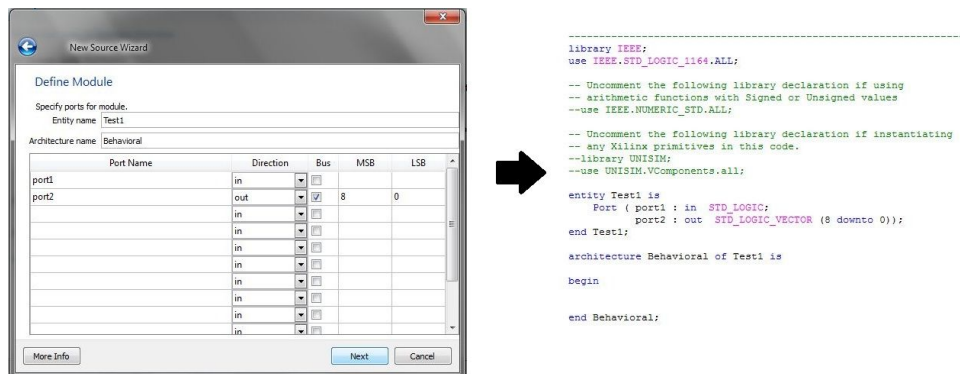 New Source Wizard
Define Module
Specify ports for module.
Entity name Test1
Architecture name Behavioral
Port Name Direction Bus MSB LSB
port1 in
port2 out 8 0
in
in
in
in
in
in
in
in
More Info Next Cancel
--------------------------------------------------------------
library IEEE;
use IEEE.STD_LOGIC_1164.ALL;
-- Uncomment the following library declaration if using
-- arithmetic functions with Signed or Unsigned values
--use IEEE.NUMERIC_STD.ALL;
-- Uncomment the following library declaration if instantiating
-- any Xilinx primitives in this code.
--library UNISIM;
--use UNISIM.VComponents.all;
entity Test1 is
Port ( port1 : in STD_LOGIC;
port2 : out STD_LOGIC_VECTOR (8 downto 0));
end Test1;
architecture Behavioral of Test1 is
begin
end Behavioral;